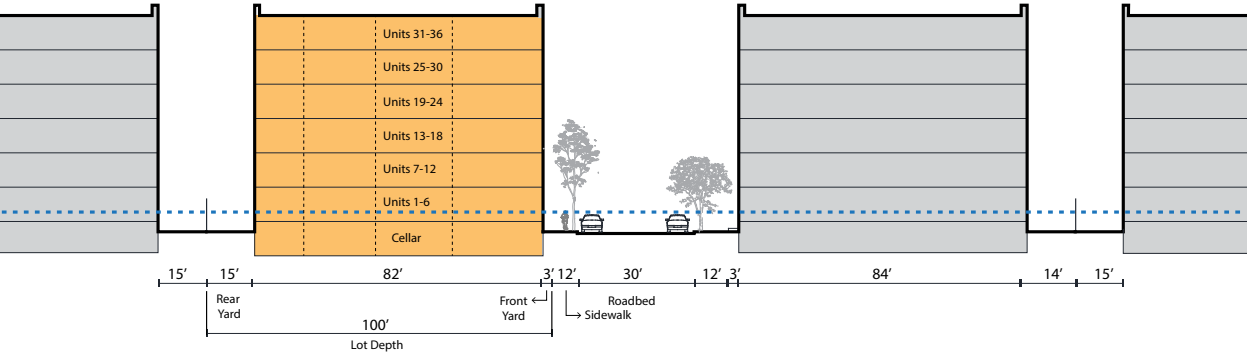 Units 31-36
Units 25-30
Units 19-24
Units 13-18
Units 7-12
Units 1-6
Cellar
15’ 15’ 82’ 3’ 12’ 30’ 12’ 3’ 84’ 14’ 15’
Rear
Yard
Front
Yard
Sidewalk
Roadbed
100’
Lot Depth